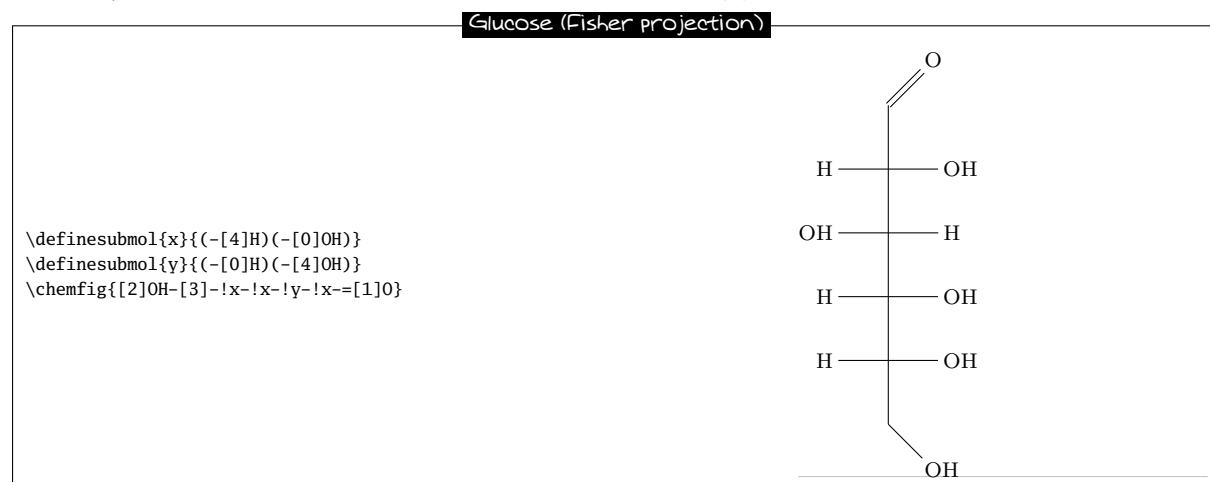 Glucose (Fisher projection)
\definesubmol{x}{(-[4]H)(-[0]OH)}
\definesubmol{y}{(-[0]H)(-[4]OH)}
\chemfig{[2]OH-[3]-!x-!x-!y-!x-=[1]O}
O
H OH
OH H
H OH
H OH
OH